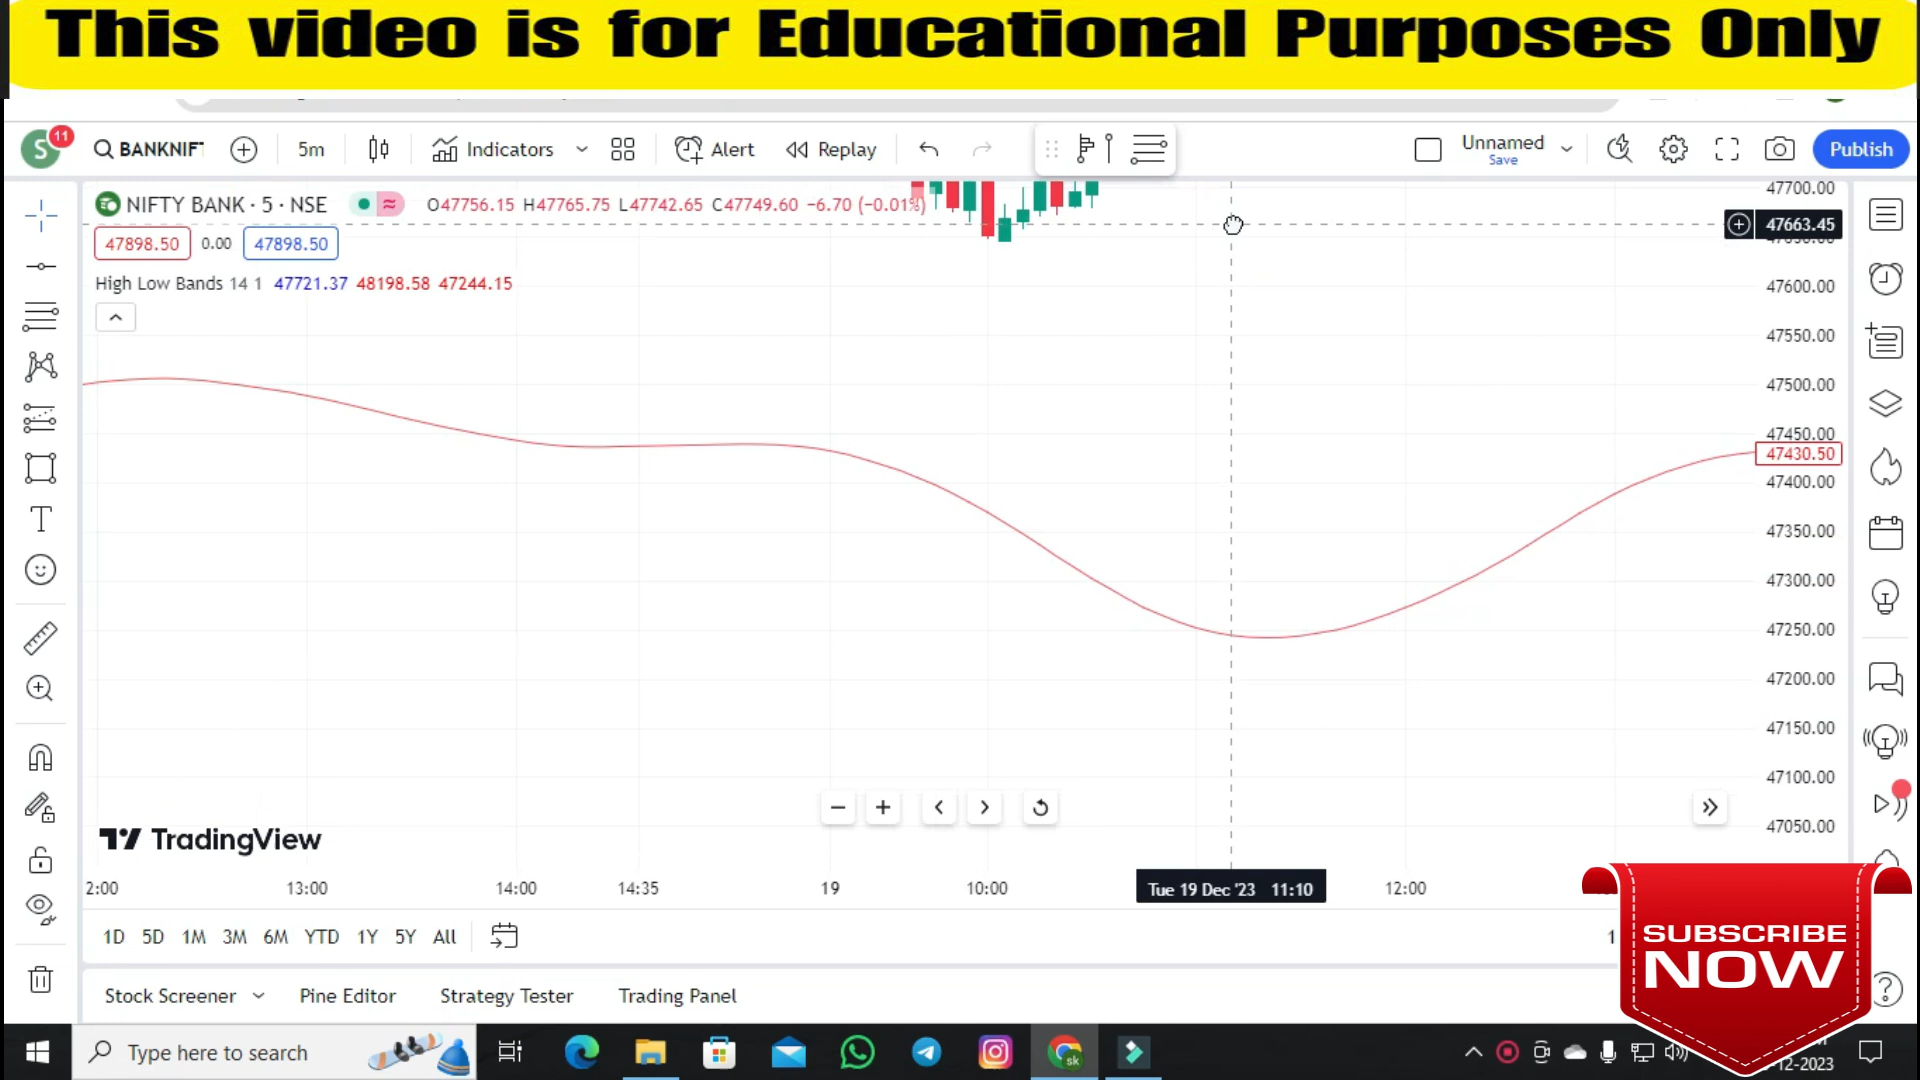 This video is for Educational Purposes Only
S 11 BANKNIFT 5m Indicators Alert Replay Unnamed Save Publish
NIFTY BANK · 5 · NSE O47756.15 H47765.75 L47742.65 C47749.60 −6.70 (−0.01%)
47898.50 0.00 47898.50
High Low Bands 14 1 47721.37 48198.58 47244.15
47700.00
47663.45
47600.00
47550.00
47500.00
47450.00
47430.50
47400.00
47350.00
47300.00
47250.00
47200.00
47150.00
47100.00
47050.00
TradingView
2:00 13:00 14:00 14:35 19 10:00 Tue 19 Dec '23 11:10 12:00
1D 5D 1M 3M 6M YTD 1Y 5Y All
Stock Screener Pine Editor Strategy Tester Trading Panel
SUBSCRIBE
NOW
Type here to search
sk
-12-2023